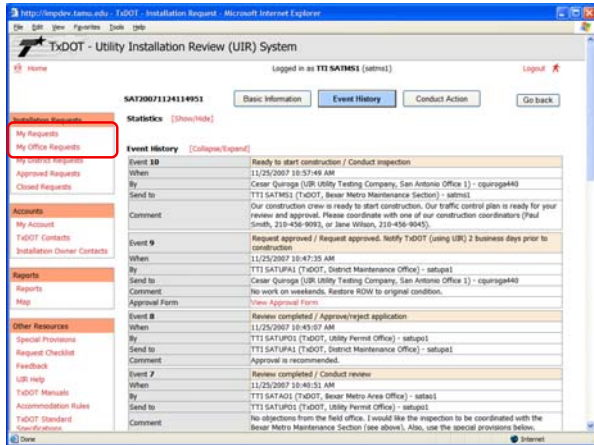 http://impdev.tamu.edu - TxDOT - Installation Request - Microsoft Internet Explorer
File Edit View Favorites Tools Help
TxDOT - Utility Installation Review (UIR) System
Home Logged in as TTI SATMS1 (satms1) Logout
SAT20071124114951 Basic Information Event History Conduct Action Go back
Installation Requests
My Requests
My Office Requests
My District Requests
Approved Requests
Closed Requests
Accounts
My Account
TxDOT Contacts
Installation Owner Contacts
Reports
Reports
Map
Other Resources
Special Provisions
Request Checklist
Feedback
UIR Help
TxDOT Manuals
Accommodation Rules
TxDOT Standard
Specifications
Statistics [Show/Hide]
Event History [Collapse/Expand]
Event 10 Ready to start construction / Conduct inspection
When 11/25/2007 10:57:49 AM
By Cesar Quiroga (UIR Utility Testing Company, San Antonio Office 1) - cquiroga440
Send to TTI SATMS1 (TxDOT, Bexar Metro Maintenance Section) - satms1
Comment Our construction crew is ready to start construction. Our traffic control plan is ready for your
review and approval. Please coordinate with one of our construction coordinators (Paul
Smith, 210-456-9093, or Jane Wilson, 210-456-9045).
Event 9 Request approved / Request approved. Notify TxDOT (using UIR) 2 business days prior to
construction
When 11/25/2007 10:47:35 AM
By TTI SATUPA1 (TxDOT, District Maintenance Office) - satupa1
Send to Cesar Quiroga (UIR Utility Testing Company, San Antonio Office 1) - cquiroga440
Comment No work on weekends. Restore ROW to original condition.
Approval Form View Approval Form
Event 8 Review completed / Approve/reject application
When 11/25/2007 10:45:07 AM
By TTI SATUPO1 (TxDOT, Utility Permit Office) - satupo1
Send to TTI SATUPA1 (TxDOT, District Maintenance Office) - satupa1
Comment Approval is recommended.
Event 7 Review completed / Conduct review
When 11/25/2007 10:40:51 AM
By TTI SATAO1 (TxDOT, Bexar Metro Area Office) - satao1
Send to TTI SATUPO1 (TxDOT, Utility Permit Office) - satupo1
Comment No objections from the field office. I would like the inspection to be coordinated with the
Bexar Metro Maintenance Section (see above). Also, use the special provisions below.
Done Internet